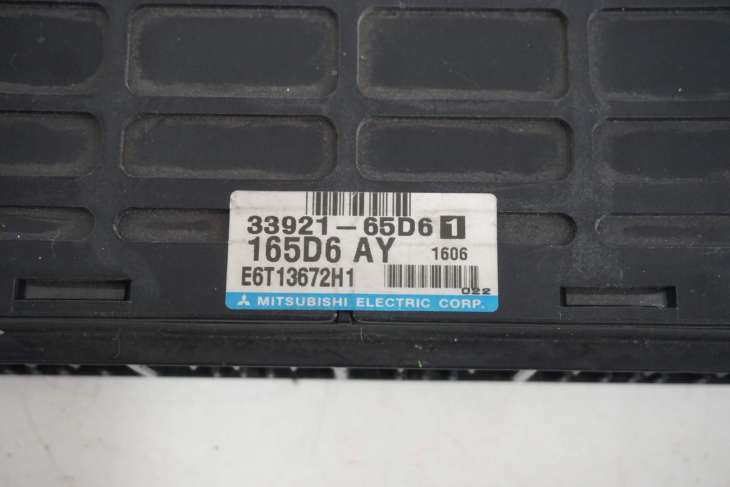 33921-65D6 1
165D6 AY 1606
E6T13672H1
022
MITSUBISHI ELECTRIC CORP.